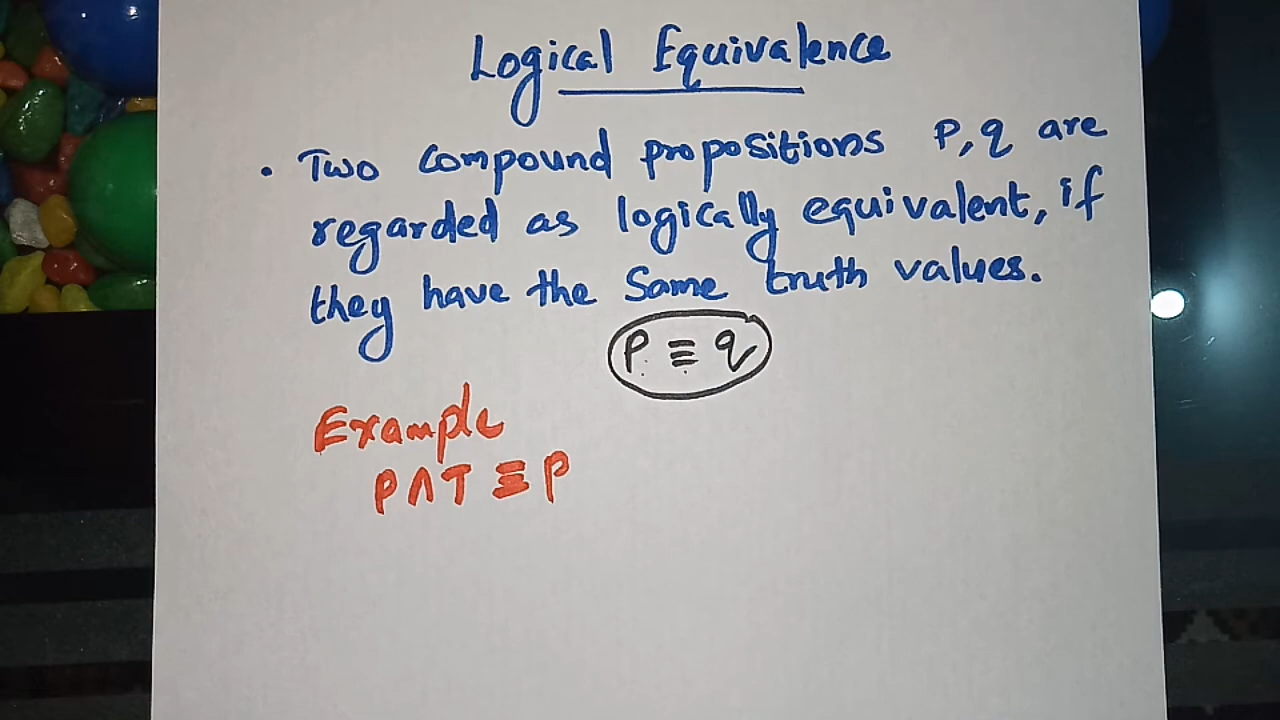 Logical Equivalence
• Two compound propositions P, q are
regarded as logically equivalent, if
they have the Same truth values.
P ≡ q
Example
P∧T ≡ P